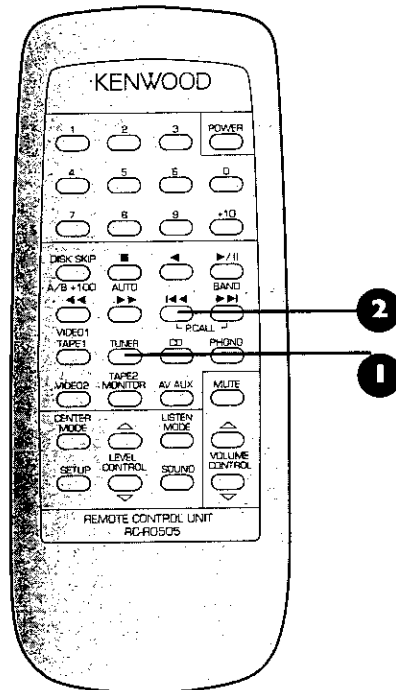 KENWOOD
1 2 3 POWER
4 5 6 0
7 8 9 +10
DISK SKIP ■ ◀ ▶/II
A/B +100 AUTO BAND
◀◀ ▶▶ I◀◀ ▶▶I
2
P.CALL
VIDEO1
TAPE1 TUNER CD PHONO
1
TAPE2
VIDEO2 MONITOR AV AUX MUTE
CENTER MODE LISTEN MODE
LEVEL CONTROL VOLUME CONTROL
SETUP SOUND
REMOTE CONTROL UNIT
RC-R0505